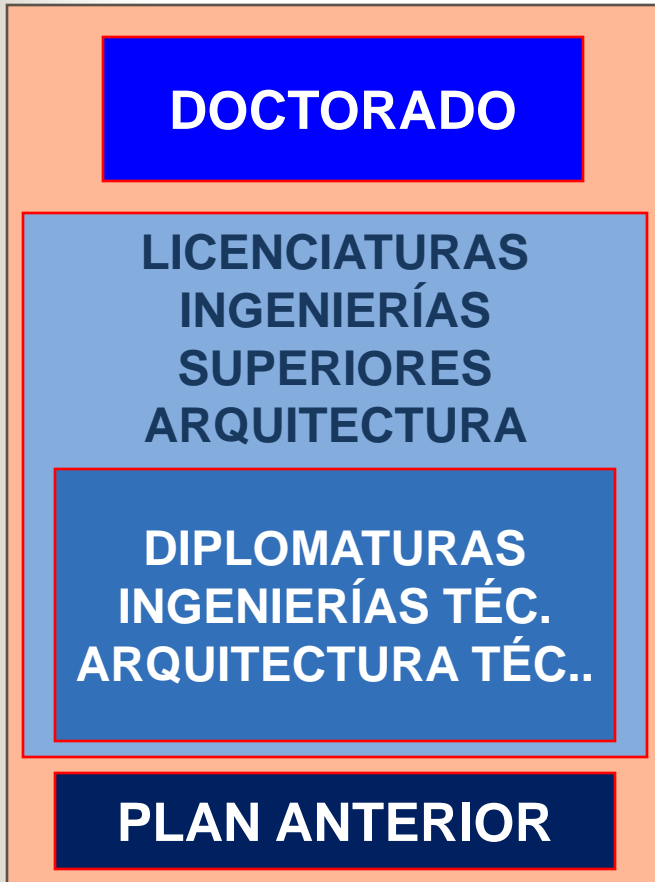 DOCTORADO
LICENCIATURAS
INGENIERÍAS
SUPERIORES
ARQUITECTURA
DIPLOMATURAS
INGENIERÍAS TÉC.
ARQUITECTURA TÉC..
PLAN ANTERIOR